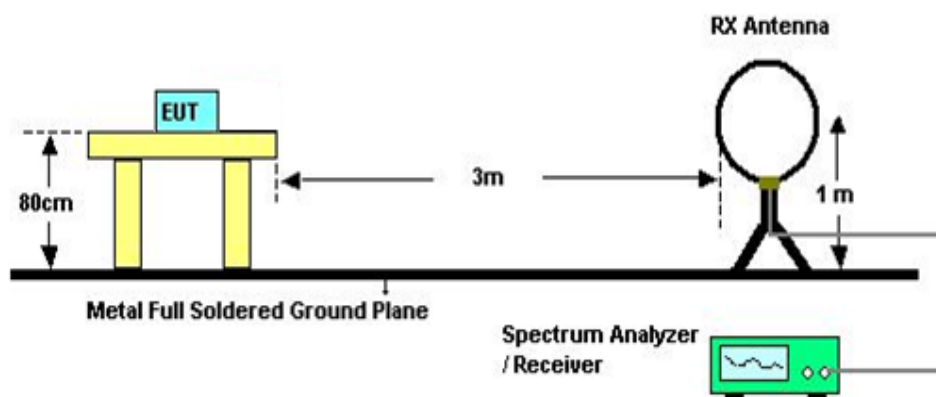 RX Antenna
EUT
80cm
3m
1 m
Metal Full Soldered Ground Plane
Spectrum Analyzer
/ Receiver